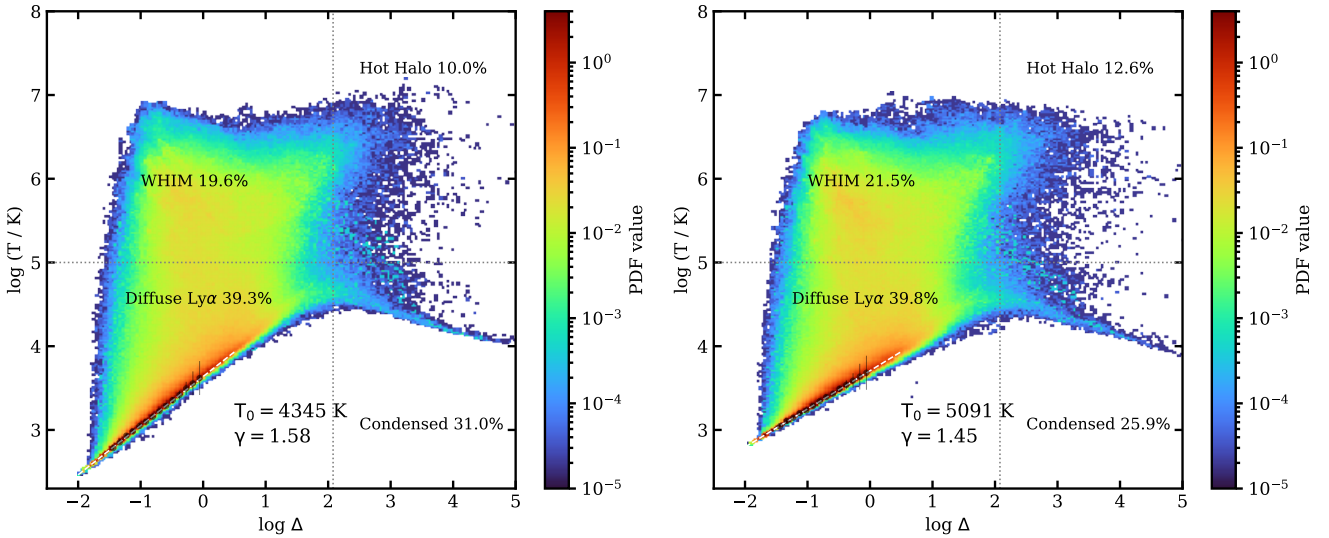 8
7
6
5
4
3
−2
−1
0
1
2
3
4
5
log (T / K)
log Δ
Hot Halo 10.0%
WHIM 19.6%
Diffuse Lyα 39.3%
T₀ = 4345 K
γ = 1.58
Condensed 31.0%
10⁰
10⁻¹
10⁻²
10⁻³
10⁻⁴
10⁻⁵
PDF value
8
7
6
5
4
3
−2
−1
0
1
2
3
4
5
log (T / K)
log Δ
Hot Halo 12.6%
WHIM 21.5%
Diffuse Lyα 39.8%
T₀ = 5091 K
γ = 1.45
Condensed 25.9%
10⁰
10⁻¹
10⁻²
10⁻³
10⁻⁴
10⁻⁵
PDF value